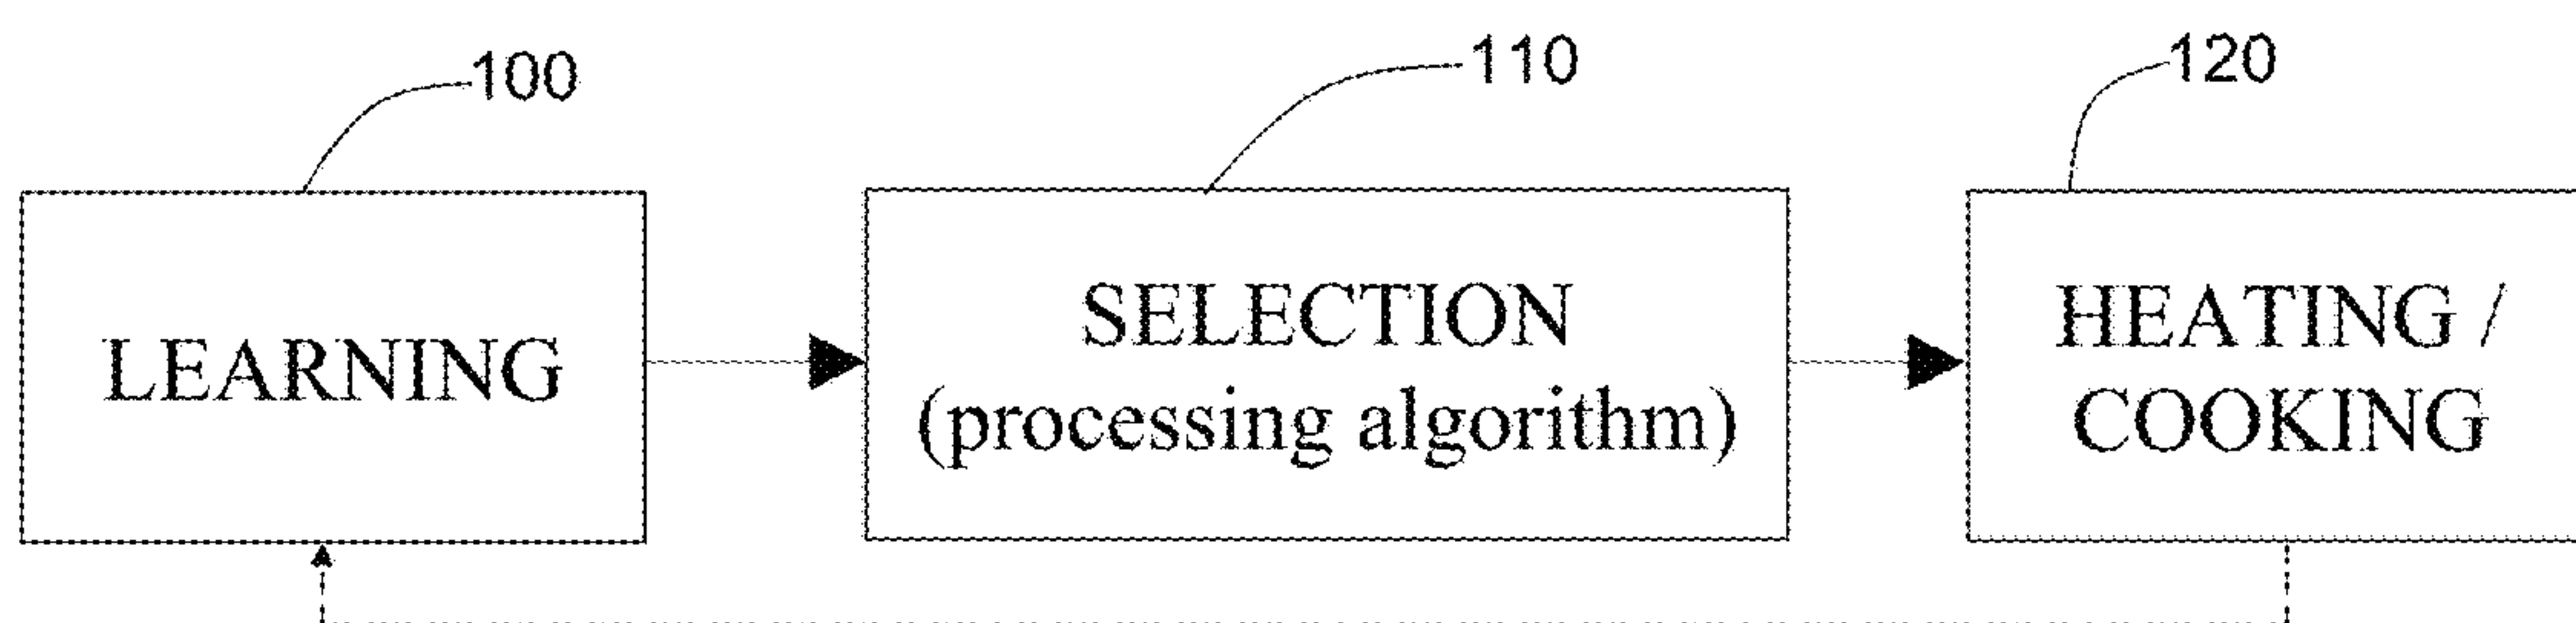 100
110
120
LEARNING
SELECTION
(processing algorithm)
HEATING /
COOKING